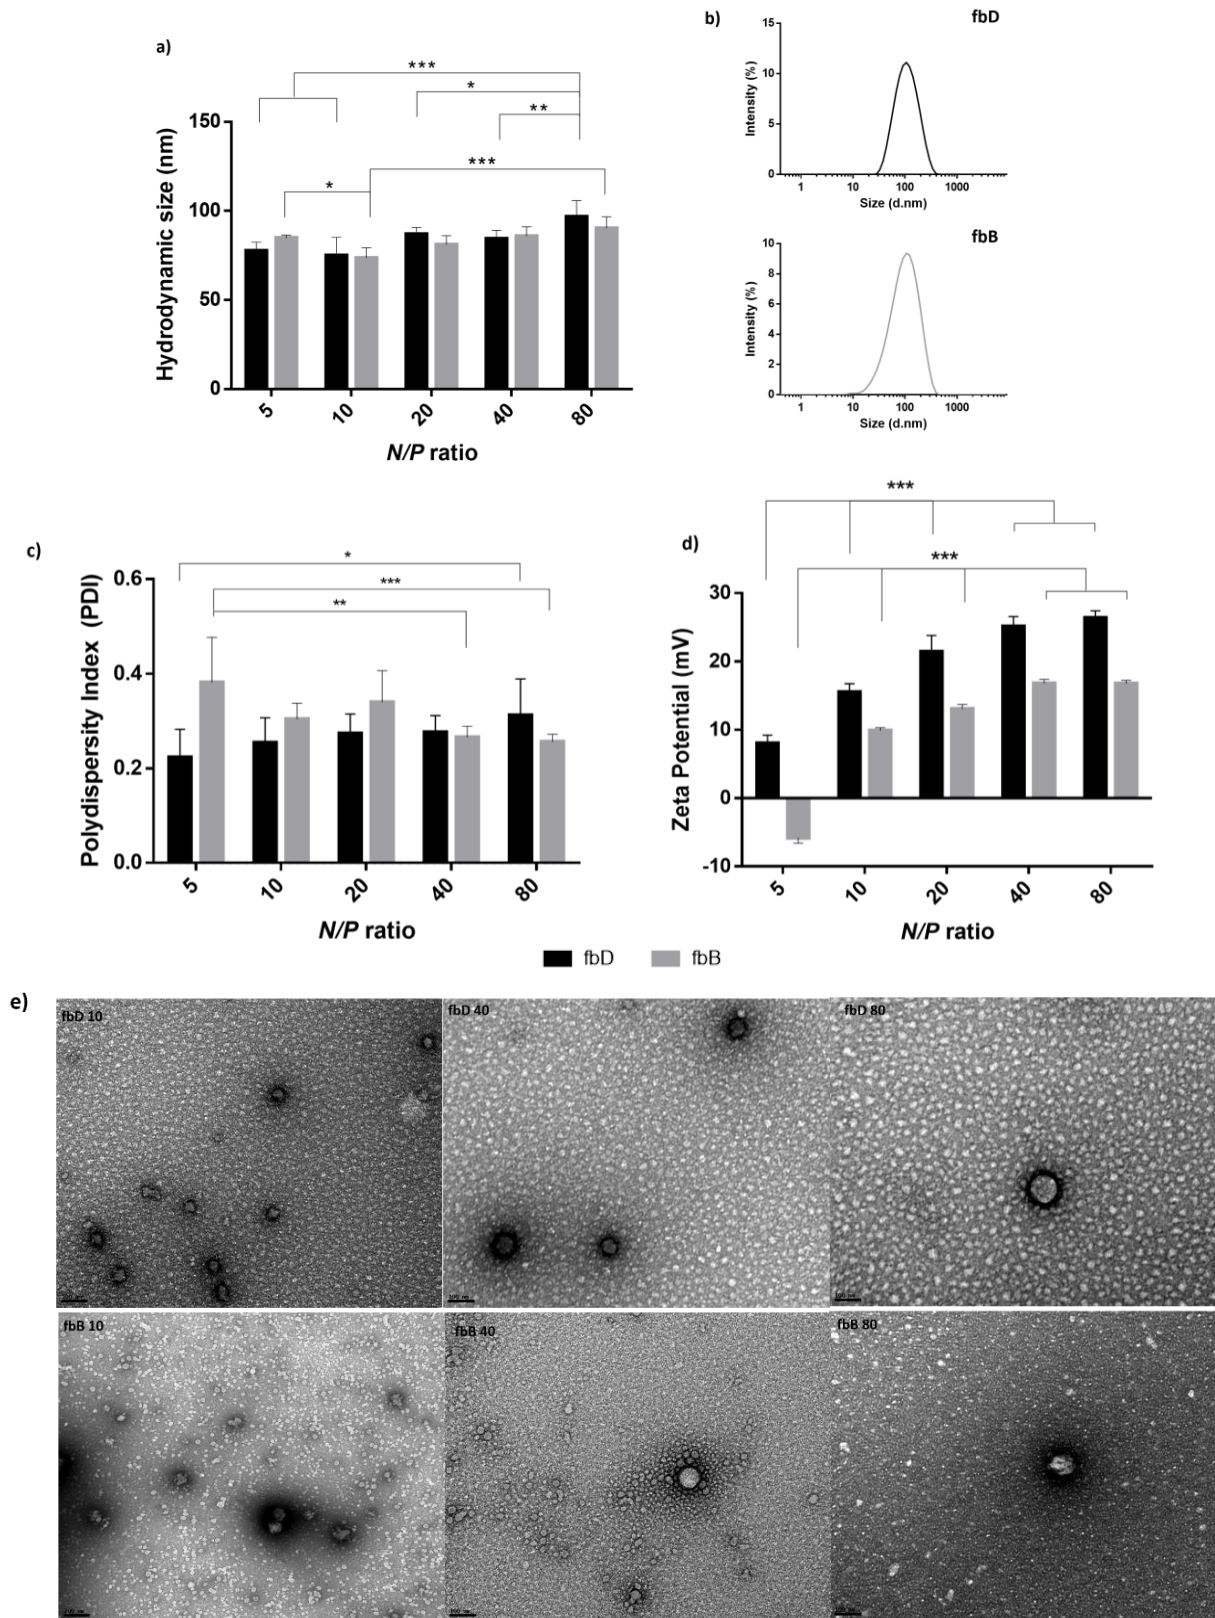 a)
***
*
**
***
*
Hydrodynamic size (nm)
150
100
50
0
5
10
20
40
80
N/P ratio
b)
fbD
Intensity (%)
15
10
5
0
1
10
100
1000
Size (d.nm)
fbB
Intensity (%)
10
8
6
4
2
0
1
10
100
1000
Size (d.nm)
c)
*
***
**
Polydispersity Index (PDI)
0.6
0.4
0.2
0.0
5
10
20
40
80
N/P ratio
d)
***
***
Zeta Potential (mV)
30
20
10
0
-10
5
10
20
40
80
N/P ratio
fbD
fbB
e)
fbD 10
fbD 40
fbD 80
fbB 10
fbB 40
fbB 80